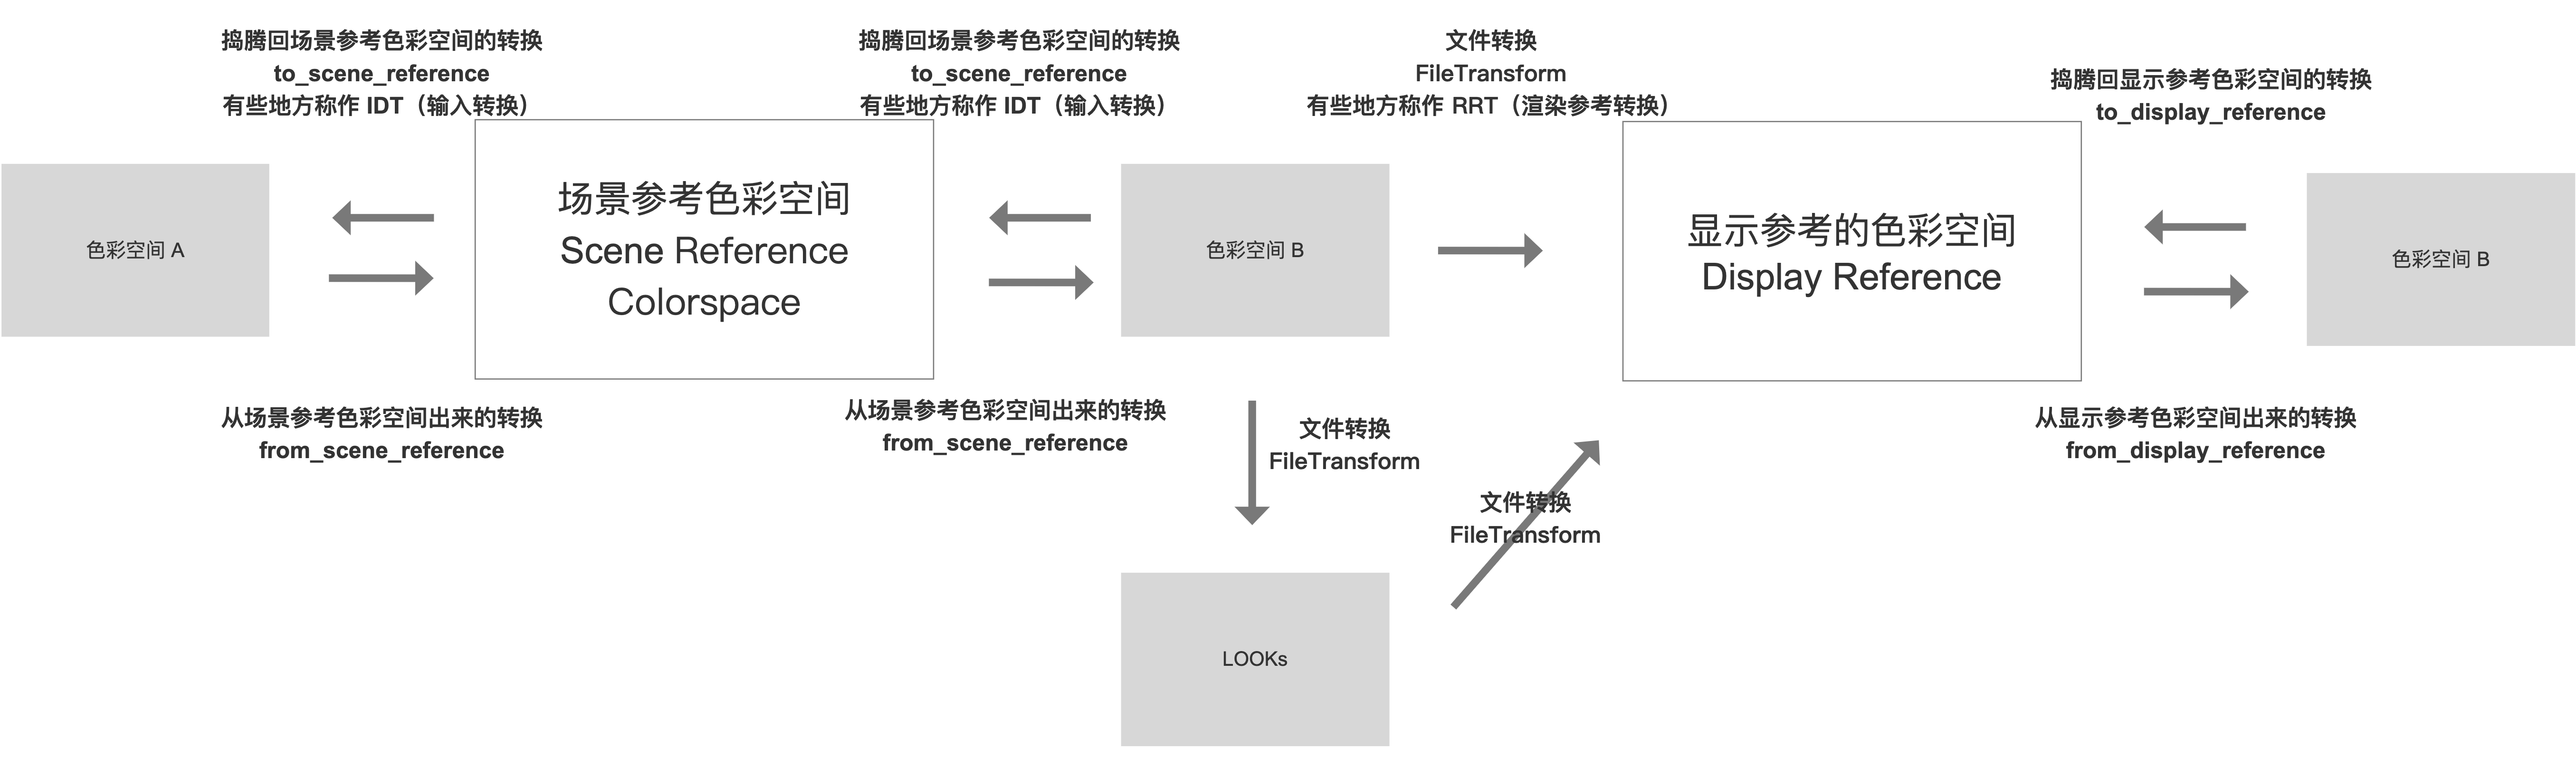 捣腾回场景参考色彩空间的转换
to_scene_reference
有些地方称作 IDT（输入转换）
捣腾回场景参考色彩空间的转换
to_scene_reference
有些地方称作 IDT（输入转换）
文件转换
FileTransform
有些地方称作 RRT（渲染参考转换）
捣腾回显示参考色彩空间的转换
to_display_reference
色彩空间 A
场景参考色彩空间
Scene Reference
Colorspace
色彩空间 B
显示参考的色彩空间
Display Reference
色彩空间 B
从场景参考色彩空间出来的转换
from_scene_reference
从场景参考色彩空间出来的转换
from_scene_reference
文件转换
FileTransform
文件转换
FileTransform
从显示参考色彩空间出来的转换
from_display_reference
LOOKs